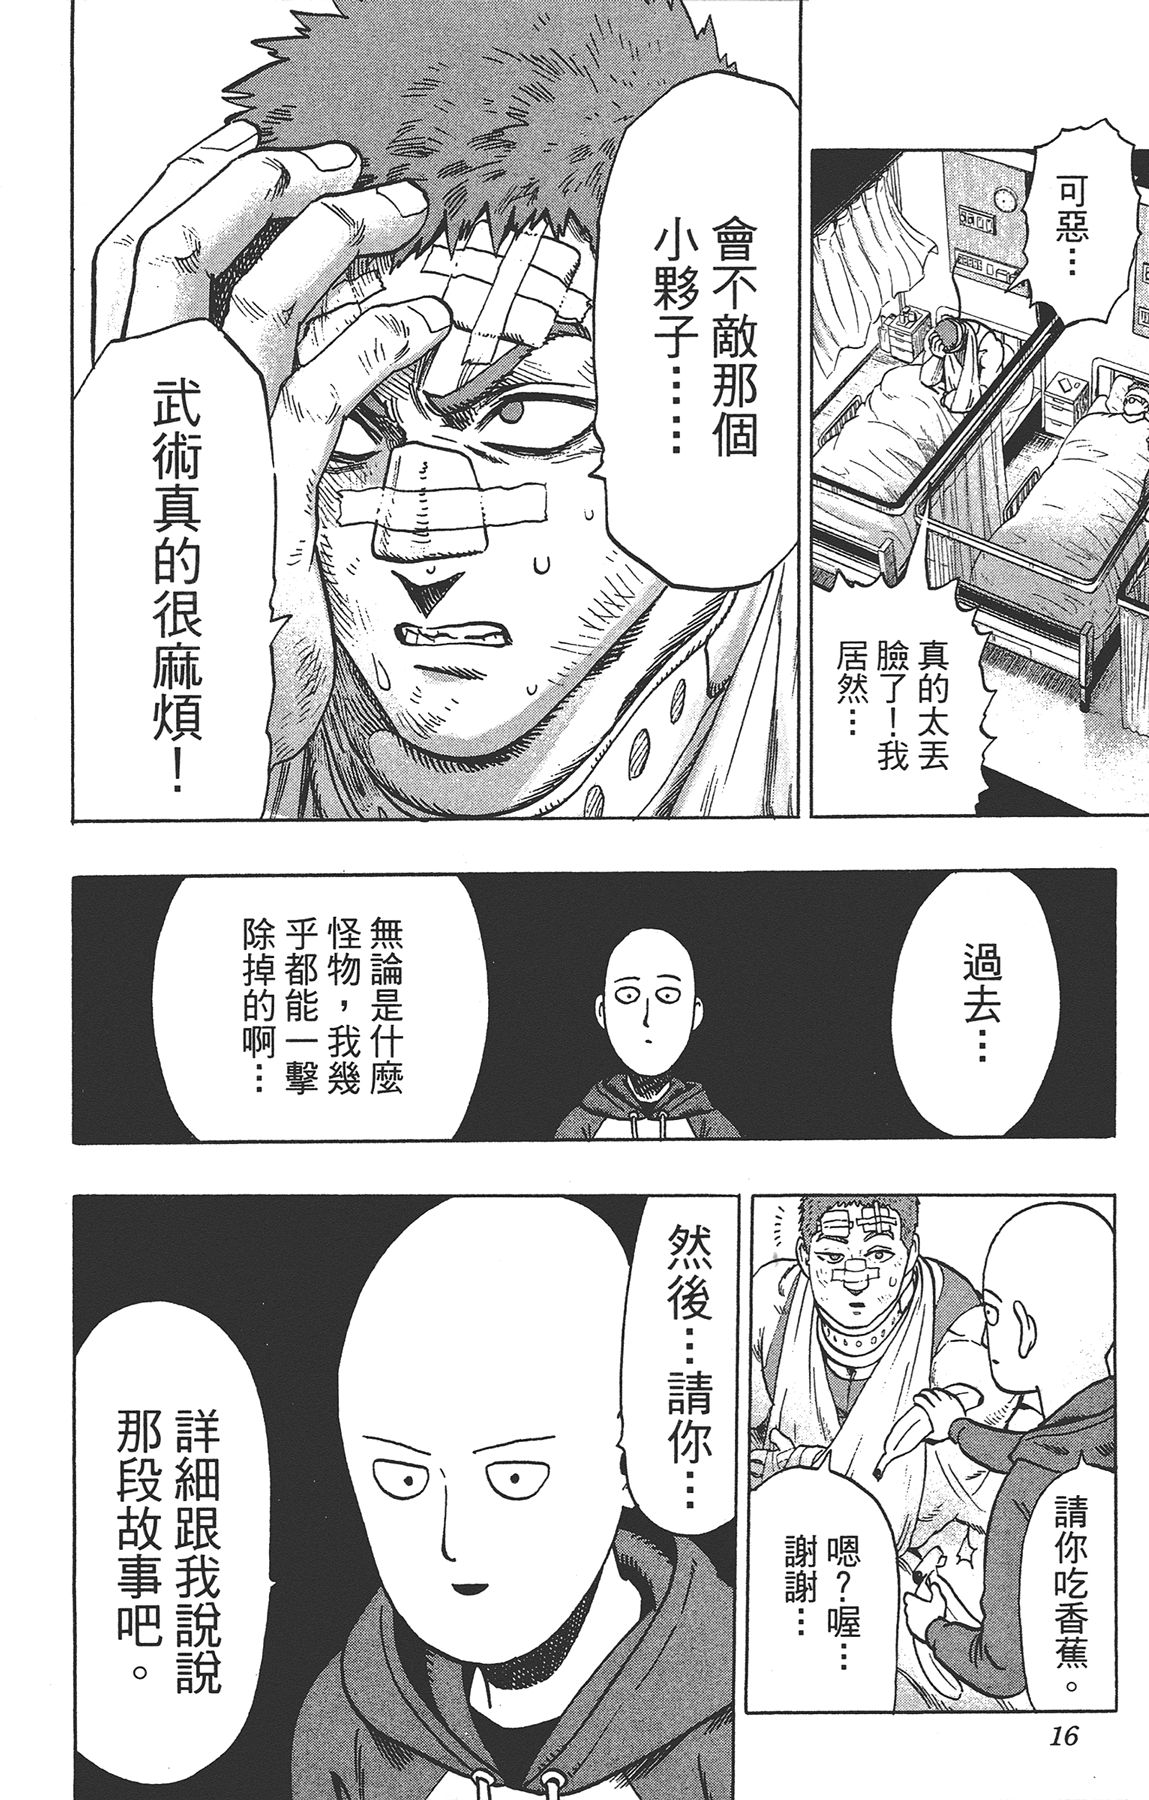 可惡…
真的太丟
臉了！我
居然…
會不敵那個
小夥子……
武術真的很麻煩！
過去…
無論是什麼
怪物，我幾
乎都能一擊
除掉的啊…
請你吃香蕉。
嗯？喔…
謝謝…
然後…請你…
詳細跟我說說
那段故事吧。
16